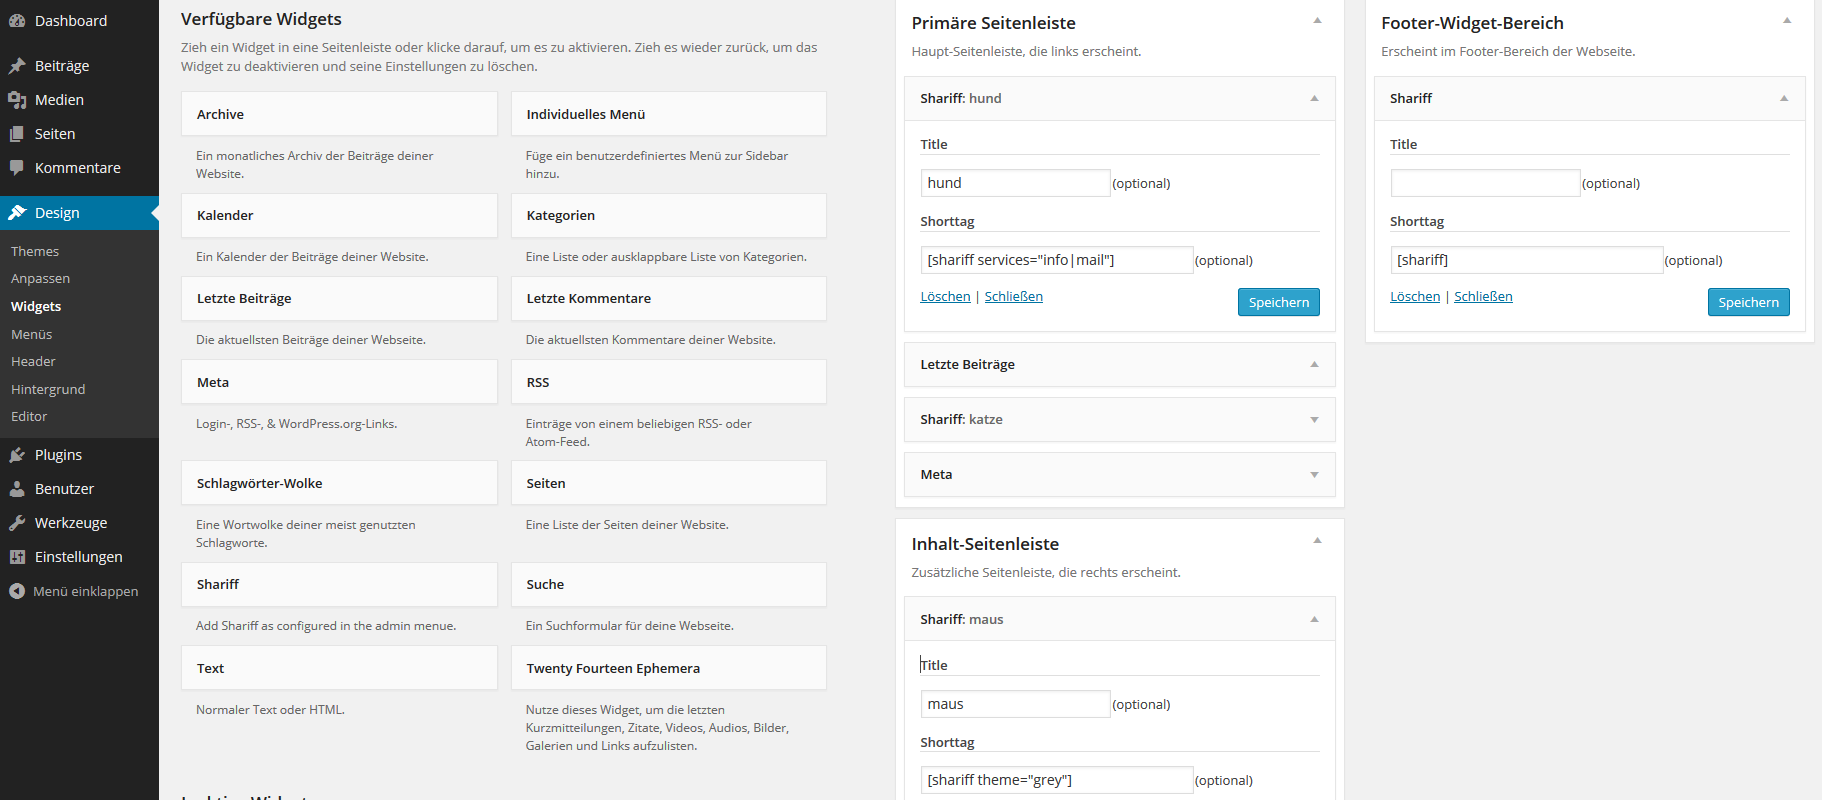 Dashboard
Beiträge
Medien
Seiten
Kommentare
Design
Themes
Anpassen
Widgets
Menüs
Header
Hintergrund
Editor
Plugins
Benutzer
Werkzeuge
Einstellungen
Menü einklappen
Verfügbare Widgets
Zieh ein Widget in eine Seitenleiste oder klicke darauf, um es zu aktivieren. Zieh es wieder zurück, um das
Widget zu deaktivieren und seine Einstellungen zu löschen.
Archive
Ein monatliches Archiv der Beiträge deiner
Website.
Individuelles Menü
Füge ein benutzerdefiniertes Menü zur Sidebar
hinzu.
Kalender
Ein Kalender der Beiträge deiner Website.
Kategorien
Eine Liste oder ausklappbare Liste von Kategorien.
Letzte Beiträge
Die aktuellsten Beiträge deiner Webseite.
Letzte Kommentare
Die aktuellsten Kommentare deiner Website.
Meta
Login-, RSS-, & WordPress.org-Links.
RSS
Einträge von einem beliebigen RSS- oder
Atom-Feed.
Schlagwörter-Wolke
Eine Wortwolke deiner meist genutzten
Schlagworte.
Seiten
Eine Liste der Seiten deiner Website.
Shariff
Add Shariff as configured in the admin menue.
Suche
Ein Suchformular für deine Webseite.
Text
Normaler Text oder HTML.
Twenty Fourteen Ephemera
Nutze dieses Widget, um die letzten
Kurzmitteilungen, Zitate, Videos, Audios, Bilder,
Galerien und Links aufzulisten.
Primäre Seitenleiste
Haupt-Seitenleiste, die links erscheint.
Shariff: hund
Title
hund (optional)
Shorttag
[shariff services="info|mail"] (optional)
Löschen | Schließen Speichern
Letzte Beiträge
Shariff: katze
Meta
Inhalt-Seitenleiste
Zusätzliche Seitenleiste, die rechts erscheint.
Shariff: maus
Title
maus (optional)
Shorttag
[shariff theme="grey"] (optional)
Footer-Widget-Bereich
Erscheint im Footer-Bereich der Webseite.
Shariff
Title
(optional)
Shorttag
[shariff] (optional)
Löschen | Schließen Speichern